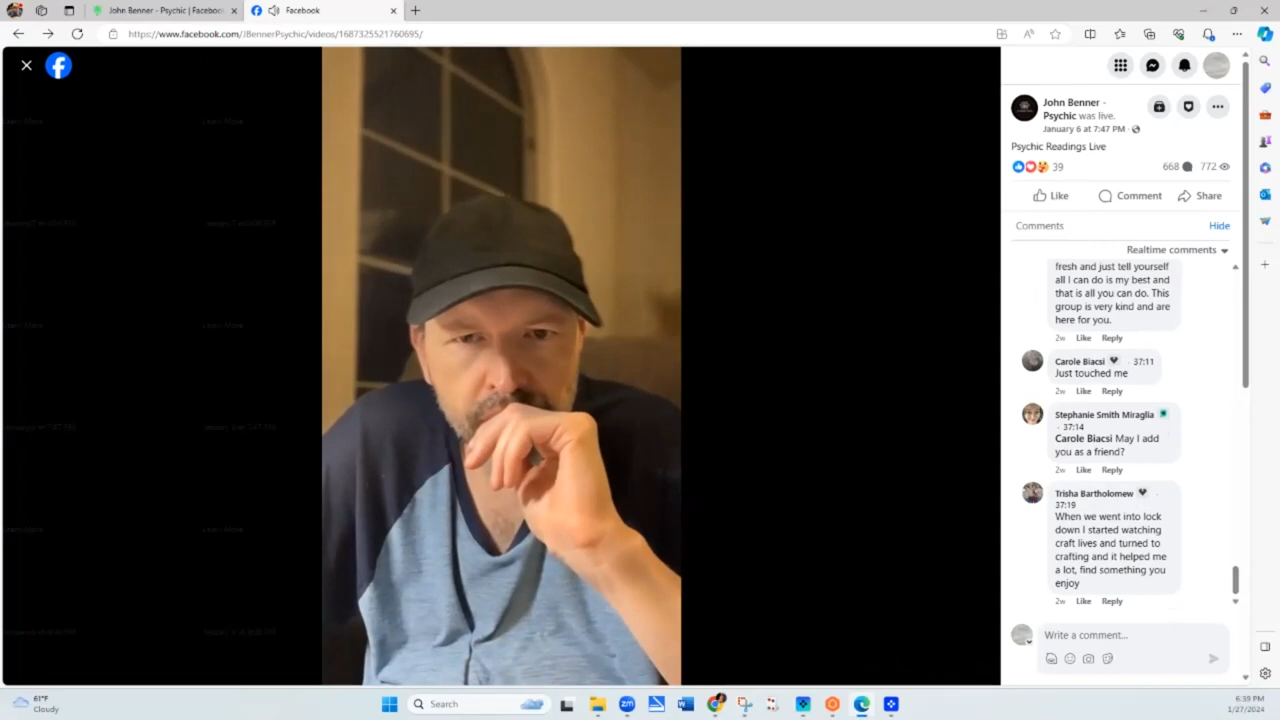 John Benner - Psychic | Facebook
Facebook
https://www.facebook.com/JBennerPsychic/videos/1687325521760695/
John Benner -
Psychic was live.
January 6 at 7:47 PM ·
Psychic Readings Live
39
668
772
Like
Comment
Share
Comments
Hide
Realtime comments
fresh and just tell yourself
all I can do is my best and
that is all you can do. This
group is very kind and are
here for you.
2w Like Reply
Carole Biacsi · 37:11
Just touched me
2w Like Reply
Stephanie Smith Miraglia
· 37:14
Carole Biacsi May I add
you as a friend?
2w Like Reply
Trisha Bartholomew ·
37:19
When we went into lock
down I started watching
craft lives and turned to
crafting and it helped me
a lot, find something you
enjoy
2w Like Reply
Write a comment...
61°F
Cloudy
Search
zm
6:39 PM
1/27/2024